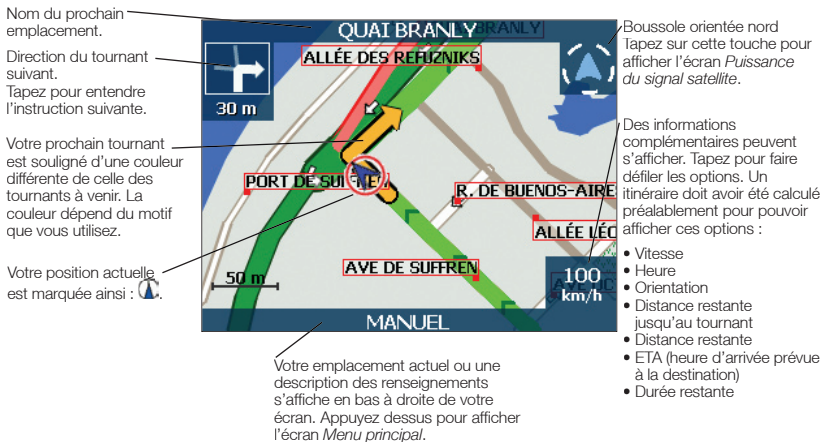 Nom du prochain
emplacement.
Direction du tournant
suivant.
Tapez pour entendre
l'instruction suivante.
Votre prochain tournant
est souligné d'une couleur
différente de celle des
tournants à venir. La
couleur dépend du motif
que vous utilisez.
Votre position actuelle
est marquée ainsi : .
QUAI BRANLY
BRANLY
ALLÉE DES REFUZNIKS
30 m
PORT DE SUFFREN
R. DE BUENOS-AIRE
ALLÉE LÉO
AVE DE SUFFREN
50 m
100
km/h
MANUEL
Boussole orientée nord
Tapez sur cette touche pour
afficher l'écran Puissance
du signal satellite.
Des informations
complémentaires peuvent
s'afficher. Tapez pour faire
défiler les options. Un
itinéraire doit avoir été calculé
préalablement pour pouvoir
afficher ces options :
• Vitesse
• Heure
• Orientation
• Distance restante
jusqu'au tournant
• Distance restante
• ETA (heure d'arrivée prévue
à la destination)
• Durée restante
Votre emplacement actuel ou une
description des renseignements
s'affiche en bas à droite de votre
écran. Appuyez dessus pour afficher
l'écran Menu principal.